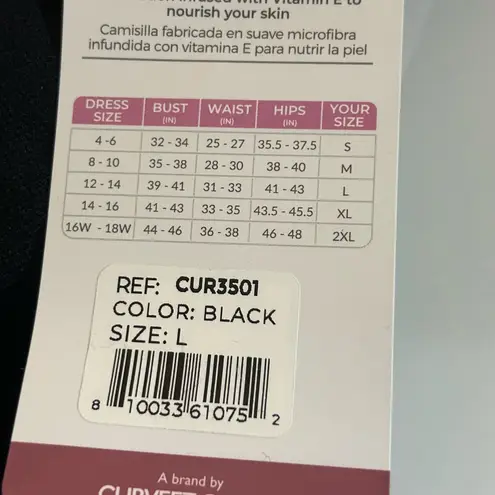 infused with Vitamin E to
nourish your skin
Camisilla fabricada en suave microfibra
infundida con vitamina E para nutrir la piel
DRESS SIZE BUST (IN) WAIST (IN) HIPS (IN) YOUR SIZE
4 -6 32 - 34 25 - 27 35.5 - 37.5 S
8 - 10 35 - 38 28 - 30 38 - 40 M
12 - 14 39 - 41 31 - 33 41 - 43 L
14 - 16 41 - 43 33 - 35 43.5 - 45.5 XL
16W - 18W 44 - 46 36 - 38 46 - 48 2XL
REF: CUR3501
COLOR: BLACK
SIZE: L
8 10033 61075 2
A brand by